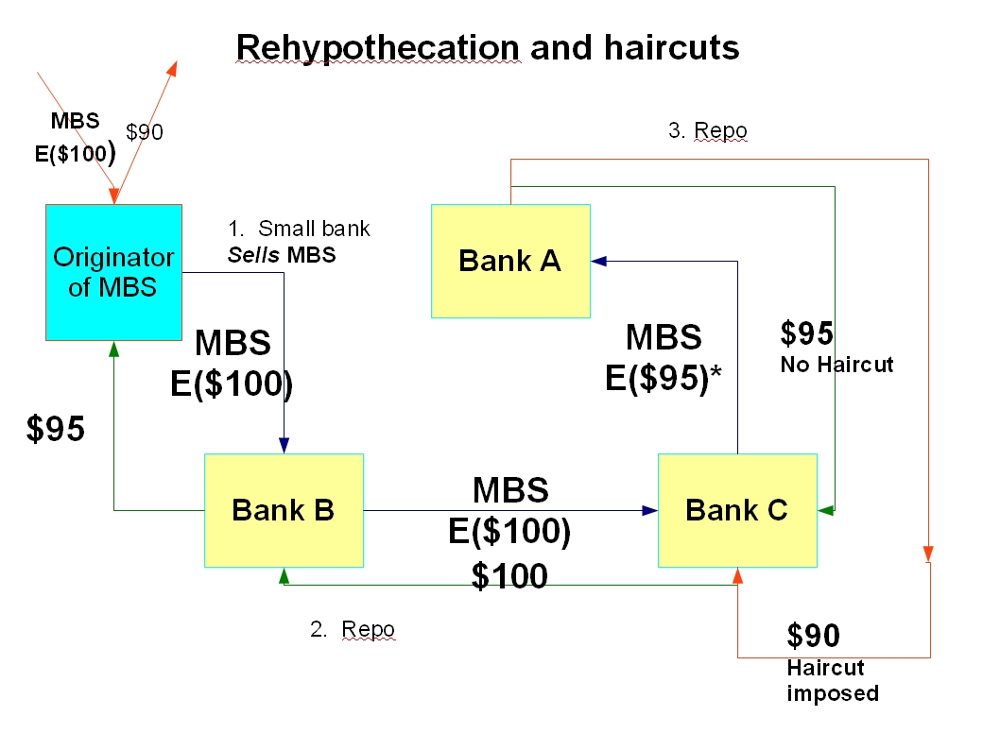 Rehypothecation and haircuts
MBS
E($100)
$90
3. Repo
Originator
of MBS
1.  Small bank
Sells MBS
Bank A
MBS
E($100)
MBS
E($95)*
$95
No Haircut
$95
Bank B
MBS
E($100)
$100
Bank C
2.  Repo
$90
Haircut
imposed